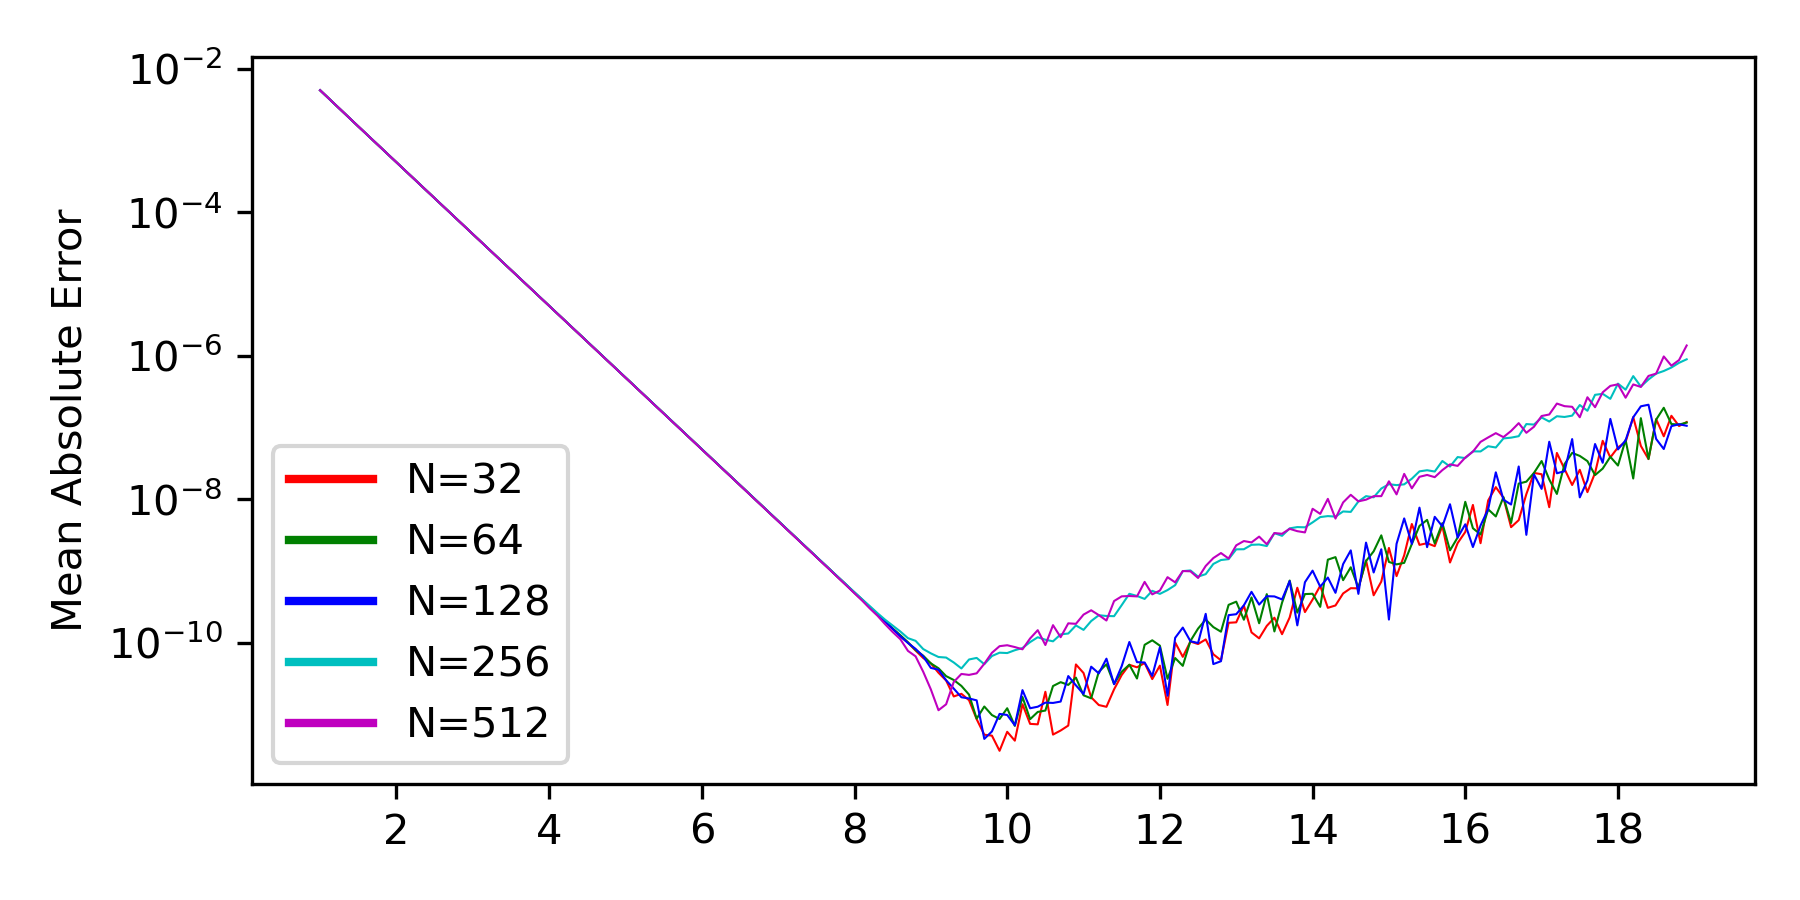 Mean Absolute Error
10⁻²
10⁻⁴
10⁻⁶
10⁻⁸
10⁻¹⁰
N=32
N=64
N=128
N=256
N=512
2 4 6 8 10 12 14 16 18